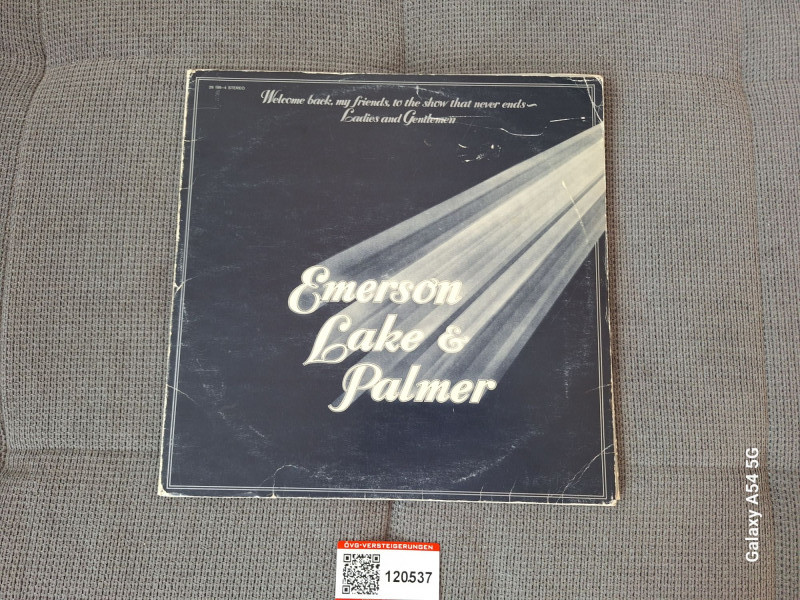 Welcome back, my friends, to the show that never ends~
Ladies and Gentlemen
Emerson
Lake &
Palmer
ÖVG-VERSTEIGERUNGEN
120537
Galaxy A54 5G